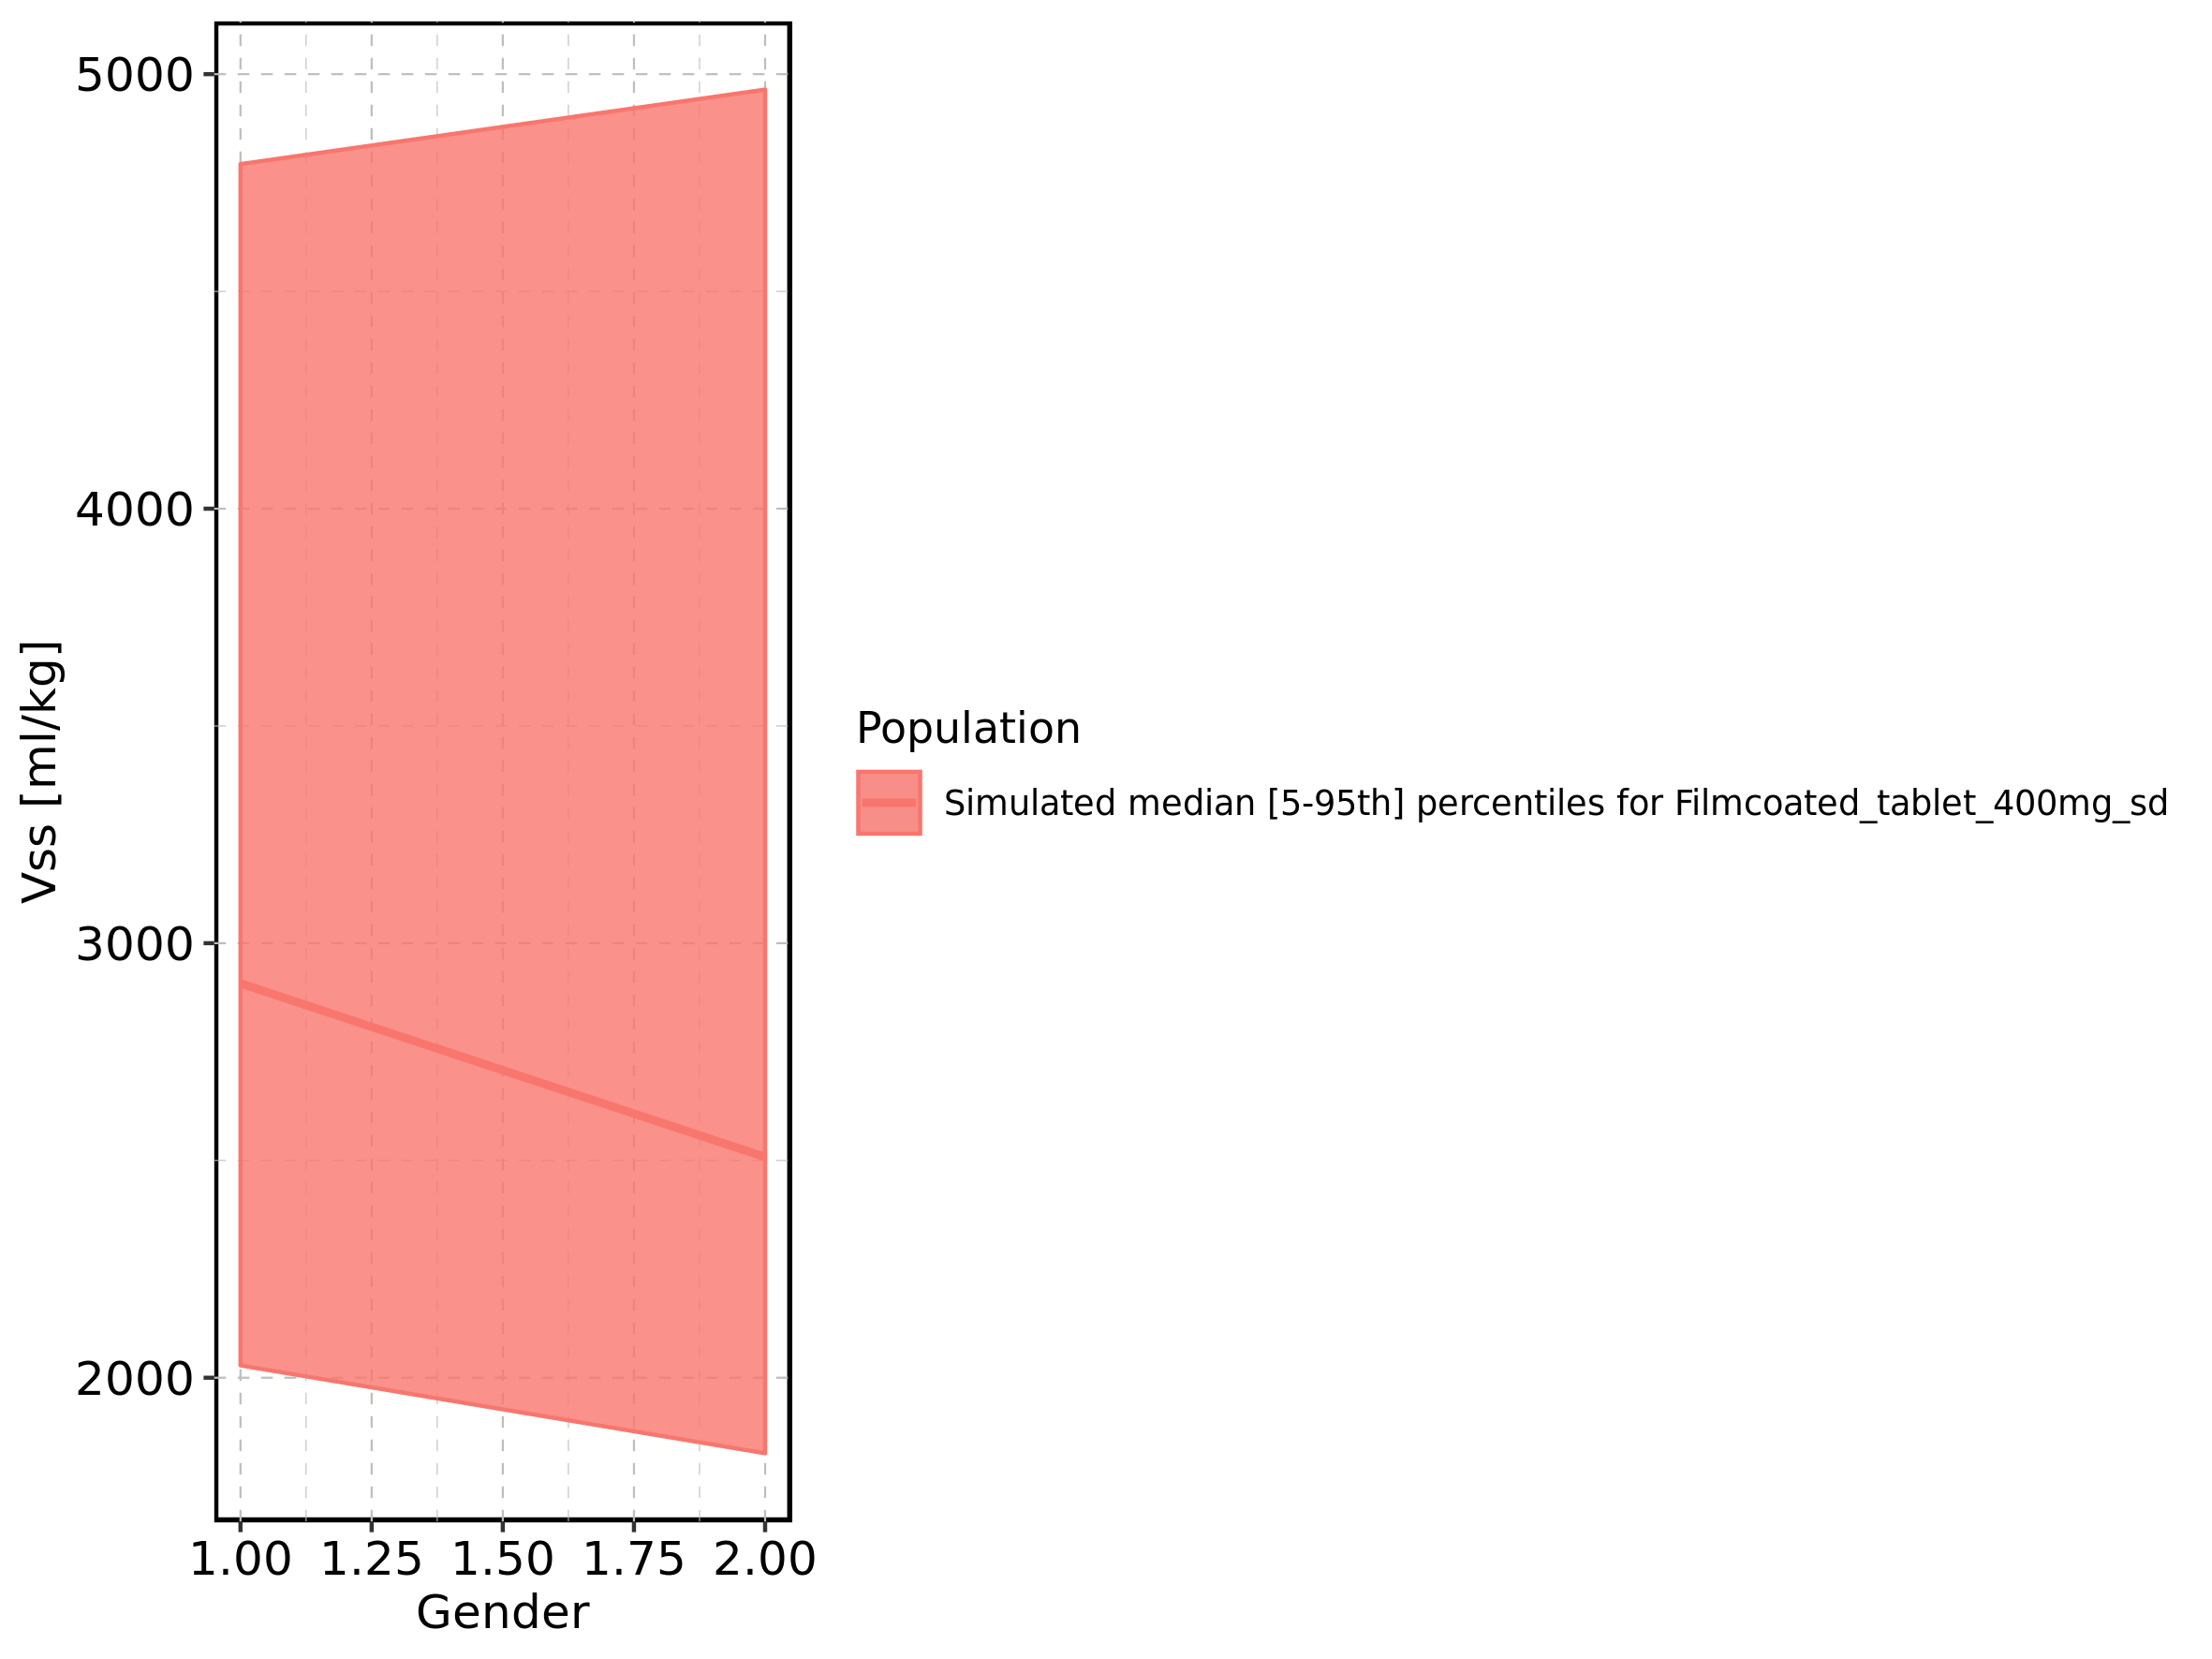 5000
4000
3000
2000
Vss [ml/kg]
1.00 1.25 1.50 1.75 2.00
Gender
Population
Simulated median [5-95th] percentiles for Filmcoated_tablet_400mg_sd